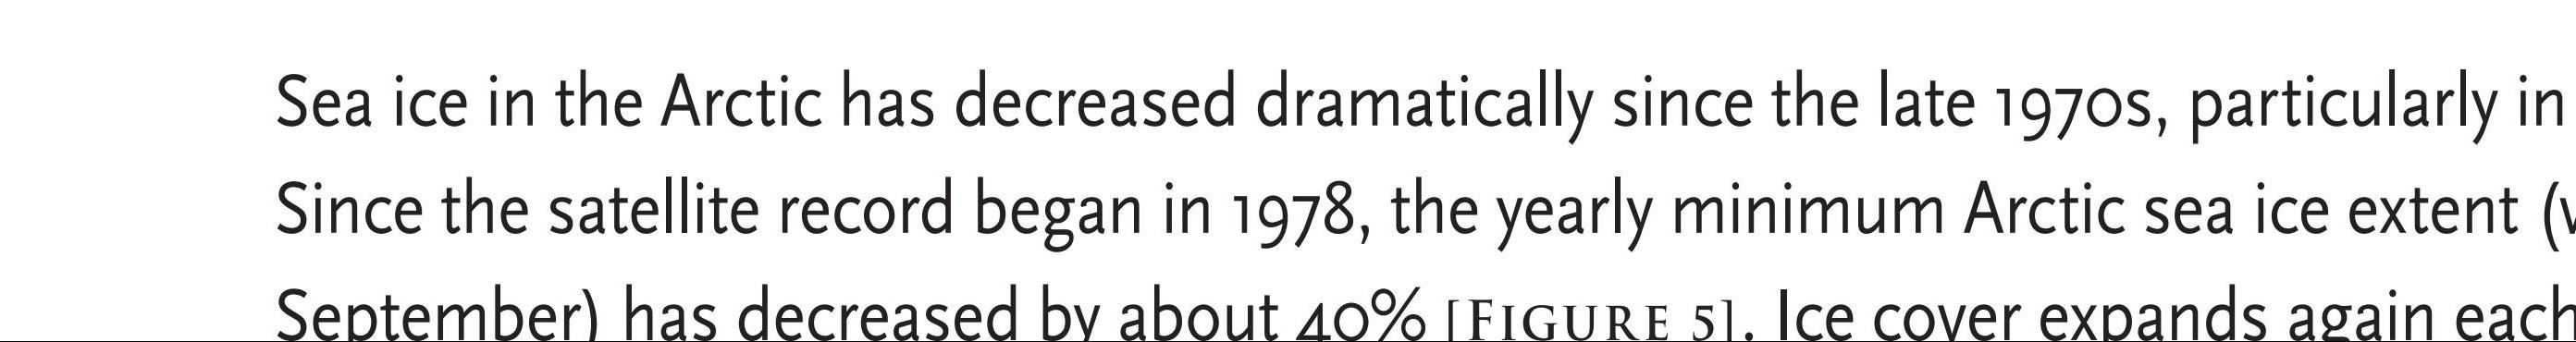 Sea ice in the Arctic has decreased dramatically since the late 1970s, particularly in
Since the satellite record began in 1978, the yearly minimum Arctic sea ice extent (
September) has decreased by about 40% [FIGURE 5]. Ice cover expands again each